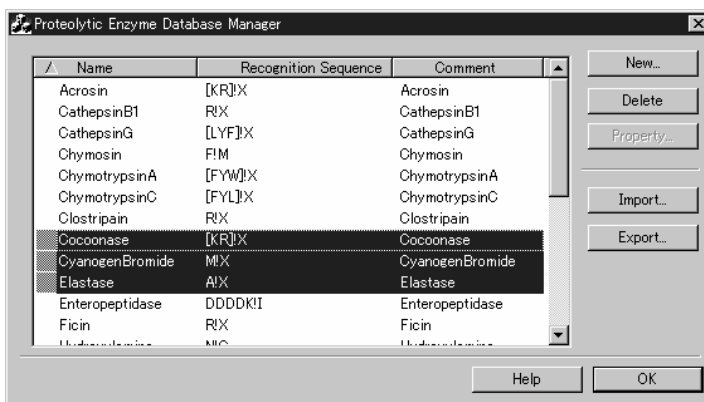 Proteolytic Enzyme Database Manager
Name Recognition Sequence Comment
Acrosin [KR]!X Acrosin
CathepsinB1 R!X CathepsinB1
CathepsinG [LYF]!X CathepsinG
Chymosin F!M Chymosin
ChymotrypsinA [FYW]!X ChymotrypsinA
ChymotrypsinC [FYL]!X ChymotrypsinC
Clostripain R!X Clostripain
Cocoonase [KR]!X Cocoonase
CyanogenBromide M!X CyanogenBromide
Elastase A!X Elastase
Enteropeptidase DDDDK!I Enteropeptidase
Ficin R!X Ficin
New...
Delete
Property...
Import...
Export...
Help OK